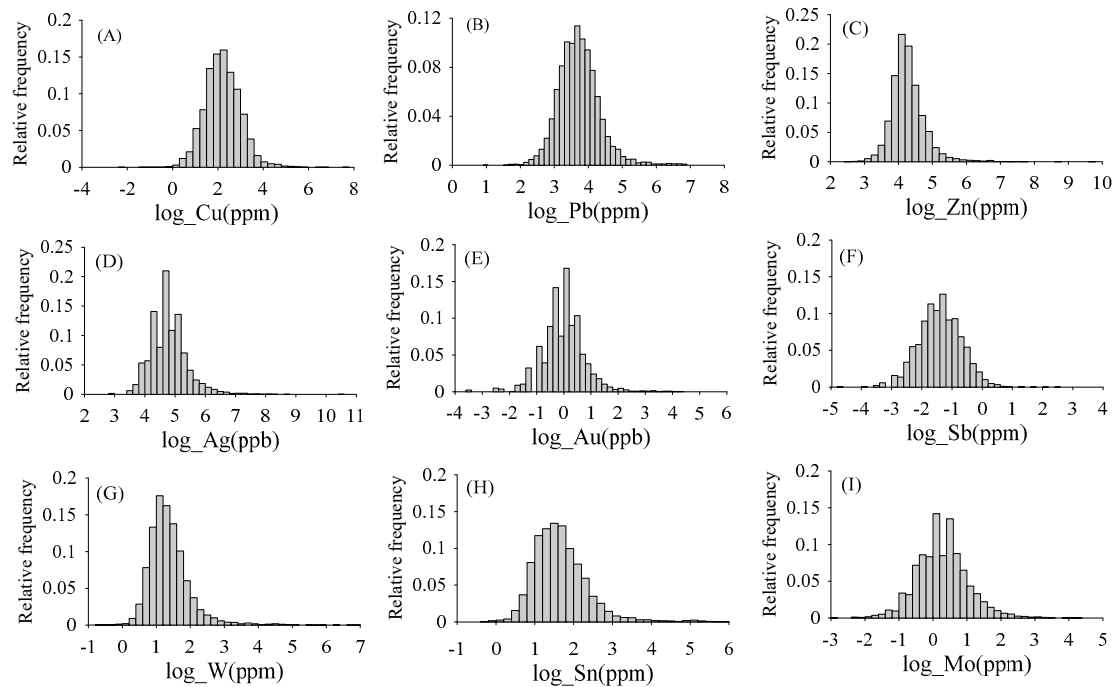 (A)
Relative frequency
0.2
0.15
0.1
0.05
0
-4 -2 0 2 4 6 8
log_Cu(ppm)
(B)
Relative frequency
0.12
0.08
0.04
0
0 1 2 3 4 5 6 7 8
log_Pb(ppm)
(C)
Relative frequency
0.25
0.2
0.15
0.1
0.05
0
2 3 4 5 6 7 8 9 10
log_Zn(ppm)
(D)
Relative frequency
0.25
0.2
0.15
0.1
0.05
0
2 3 4 5 6 7 8 9 10 11
log_Ag(ppb)
(E)
Relative frequency
0.2
0.15
0.1
0.05
0
-4 -3 -2 -1 0 1 2 3 4 5 6
log_Au(ppb)
(F)
Relative frequency
0.2
0.15
0.1
0.05
0
-5 -4 -3 -2 -1 0 1 2 3 4
log_Sb(ppm)
(G)
Relative frequency
0.2
0.15
0.1
0.05
0
-1 0 1 2 3 4 5 6 7
log_W(ppm)
(H)
Relative frequency
0.2
0.15
0.1
0.05
0
-1 0 1 2 3 4 5 6
log_Sn(ppm)
(I)
Relative frequency
0.2
0.15
0.1
0.05
0
-3 -2 -1 0 1 2 3 4 5
log_Mo(ppm)